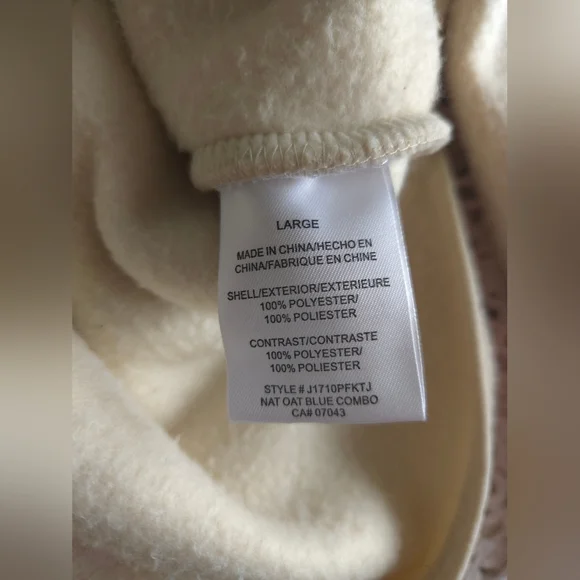 LARGE
MADE IN CHINA/HECHO EN
CHINA/FABRIQUE EN CHINE
SHELL/EXTERIOR/EXTERIEURE
100% POLYESTER/
100% POLIESTER
CONTRAST/CONTRASTE
100% POLYESTER/
100% POLIESTER
STYLE # J1710PFKTJ
NAT OAT BLUE COMBO
CA# 07043